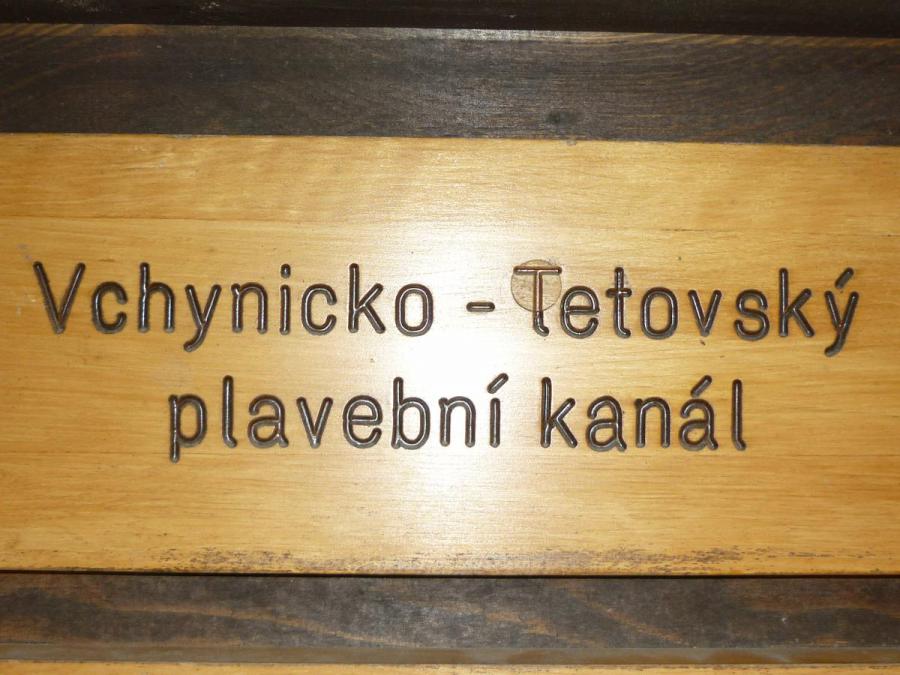 Vchynicko - Tetovský
plavební kanál